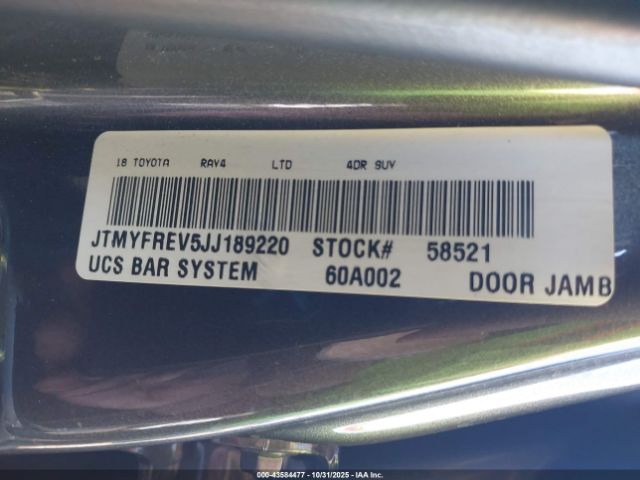 18 TOYOTA RAV4 LTD 4DR SUV
JTMYFREV5JJ189220 STOCK# 58521
UCS BAR SYSTEM 60A002 DOOR JAMB
000-43584477 - 10/31/2025 - IAAI Inc.